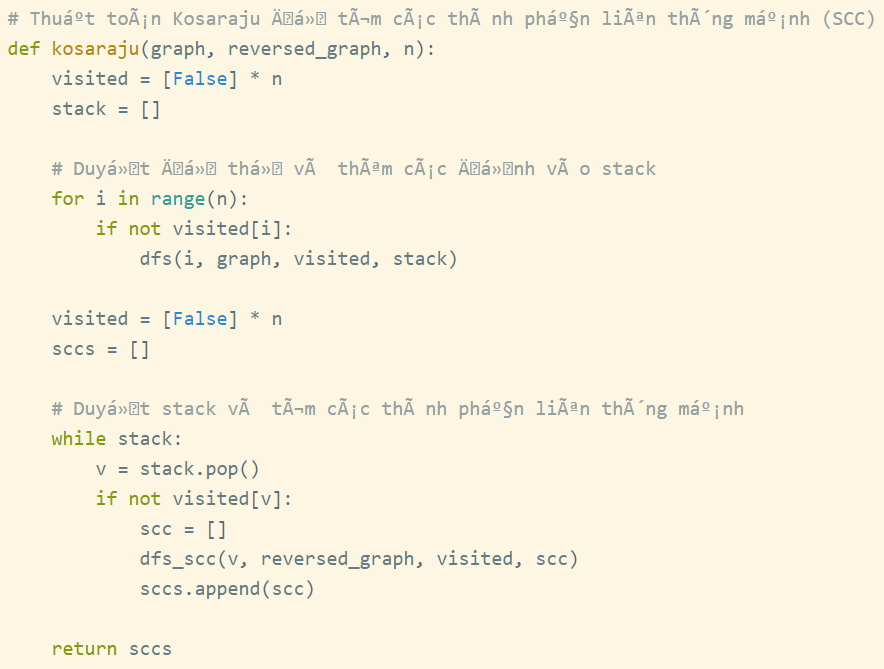 # Thuáºt toÃ¡n Kosaraju Äá» tÃ¬m cÃ¡c thÃ nh pháº§n liÃªn thÃ´ng máº¡nh (SCC)
def kosaraju(graph, reversed_graph, n):
visited = [False] * n
stack = []
# Duyá»t Äá» thá» vÃ  thÃªm cÃ¡c Äá»nh vÃ o stack
for i in range(n):
if not visited[i]:
dfs(i, graph, visited, stack)
visited = [False] * n
sccs = []
# Duyá»t stack vÃ  tÃ¬m cÃ¡c thÃ nh pháº§n liÃªn thÃ´ng máº¡nh
while stack:
v = stack.pop()
if not visited[v]:
scc = []
dfs_scc(v, reversed_graph, visited, scc)
sccs.append(scc)
return sccs